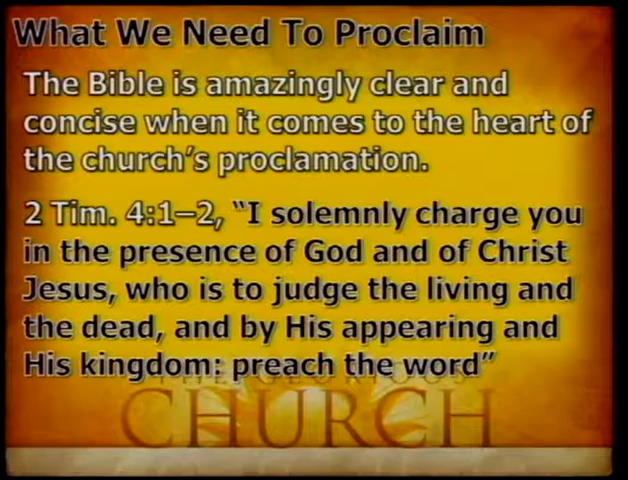 What We Need To Proclaim
The Bible is amazingly clear and
concise when it comes to the heart of
the church's proclamation.
2 Tim. 4:1–2, “I solemnly charge you
in the presence of God and of Christ
Jesus, who is to judge the living and
the dead, and by His appearing and
His kingdom: preach the word”
THE GLORIOUS
CHURCH